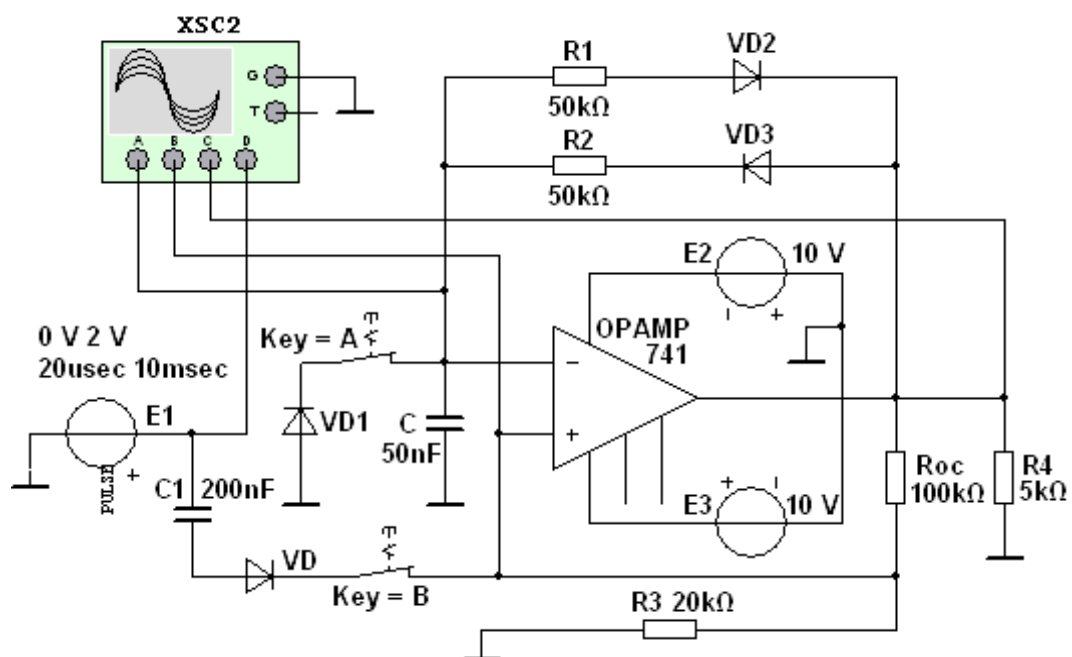 XSC2
G
T
A B C D
R1
50kΩ
VD2
R2
50kΩ
VD3
E2 10 V
0 V 2 V
20usec 10msec
Key = A
OPAMP
741
E1
PULSE
VD1
C
50nF
C1 200nF
E3 10 V
Roc
100kΩ
R4
5kΩ
VD
Key = B
R3 20kΩ